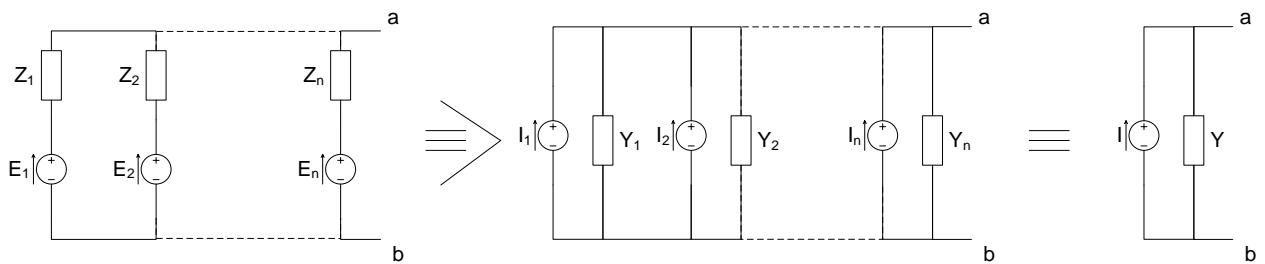 a
Z₁
Z₂
Zₙ
E₁
+
−
E₂
+
−
Eₙ
+
−
b
a
I₁
+
−
Y₁
I₂
+
−
Y₂
Iₙ
+
−
Yₙ
b
a
I
+
−
Y
b